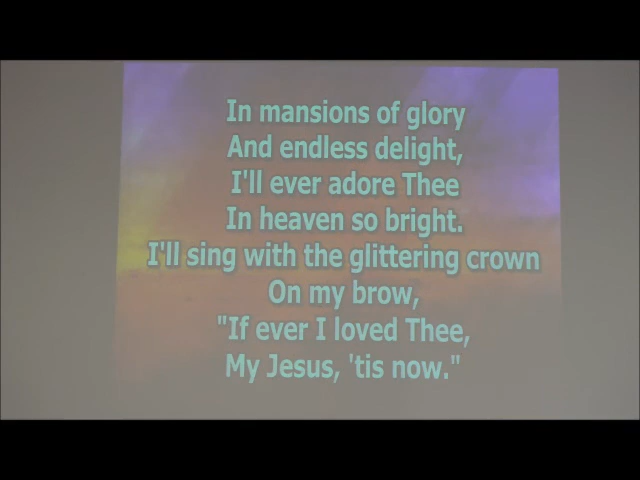 In mansions of glory
And endless delight,
I'll ever adore Thee
In heaven so bright.
I'll sing with the glittering crown
On my brow,
"If ever I loved Thee,
My Jesus, 'tis now."